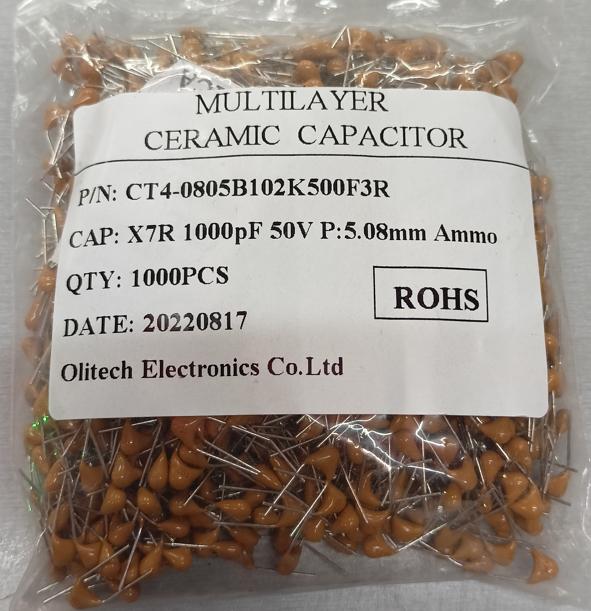 MULTILAYER
CERAMIC CAPACITOR
P/N: CT4-0805B102K500F3R
CAP: X7R 1000pF 50V P:5.08mm Ammo
QTY: 1000PCS
ROHS
DATE: 20220817
Olitech Electronics Co.Ltd